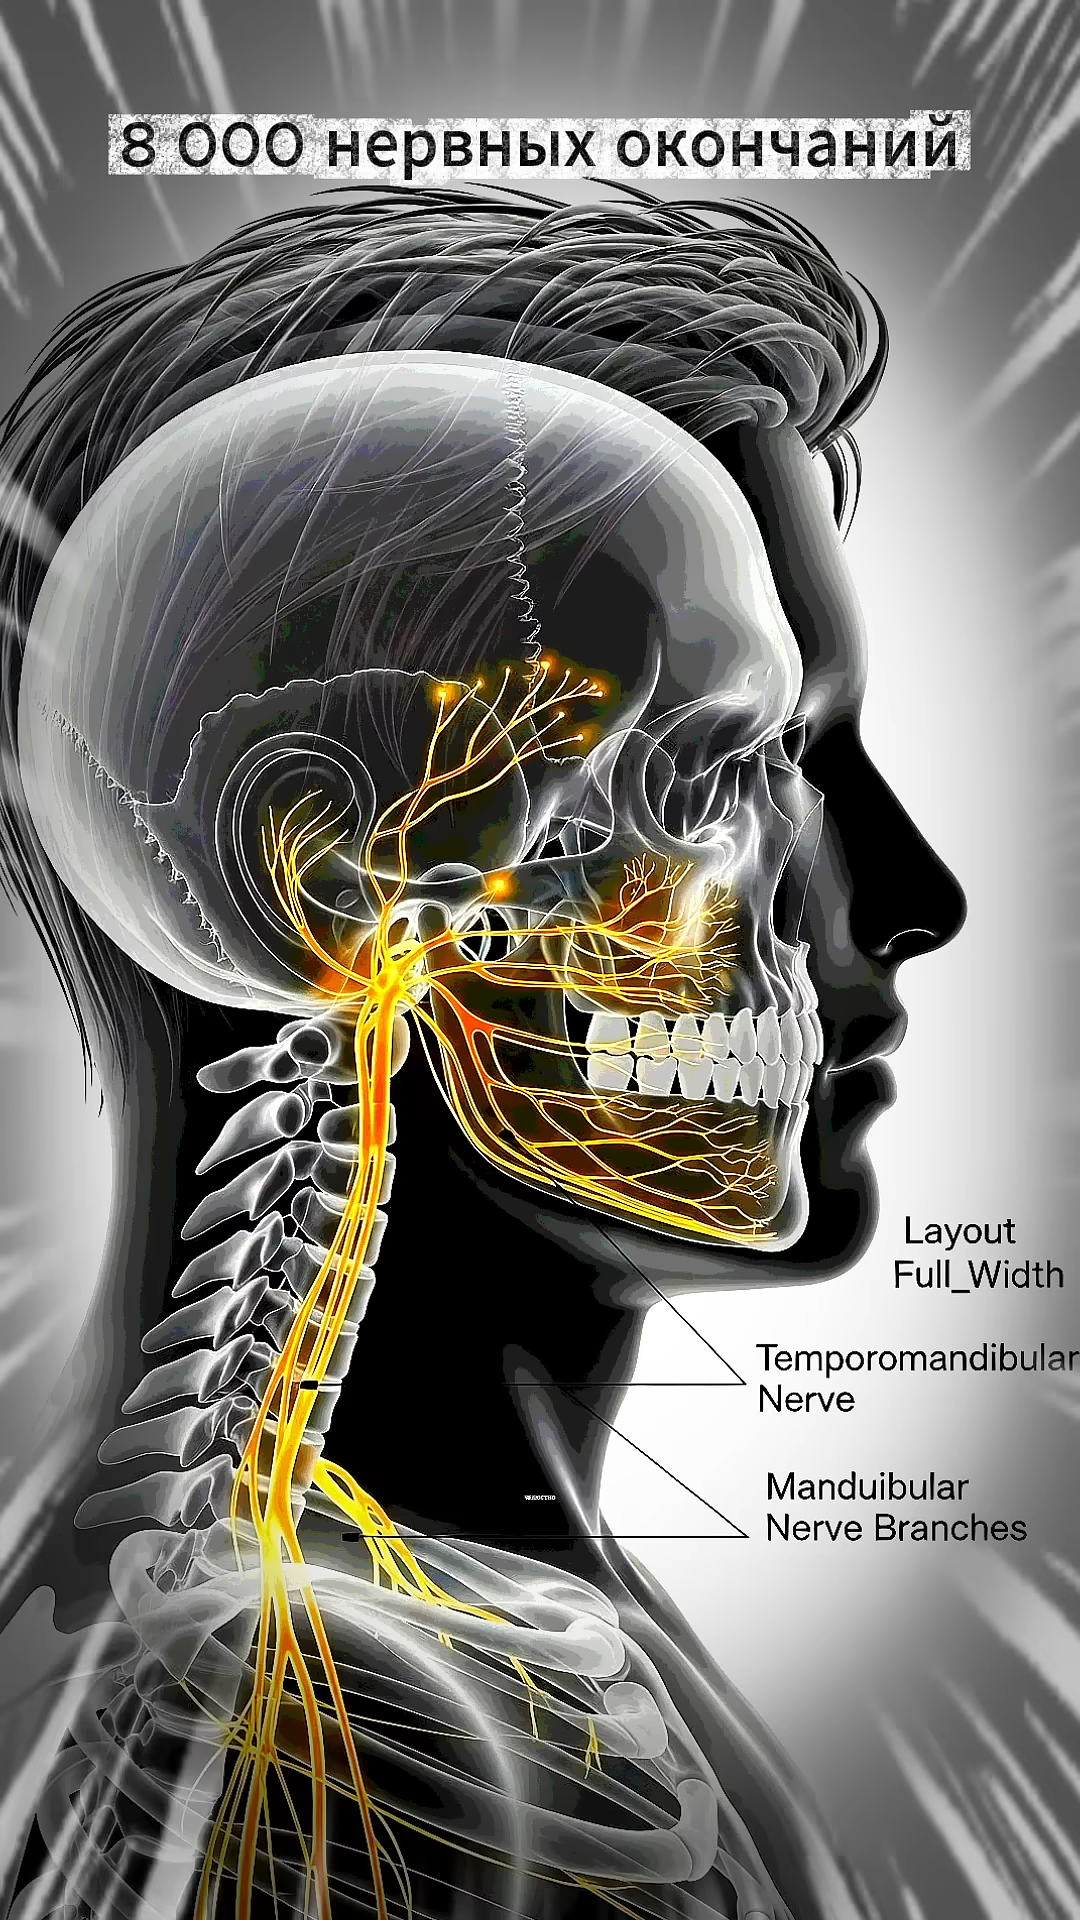 8 000 нервных окончаний
Layout
Full_Width
Temporomandibular
Nerve
Manduibular
Nerve Branches